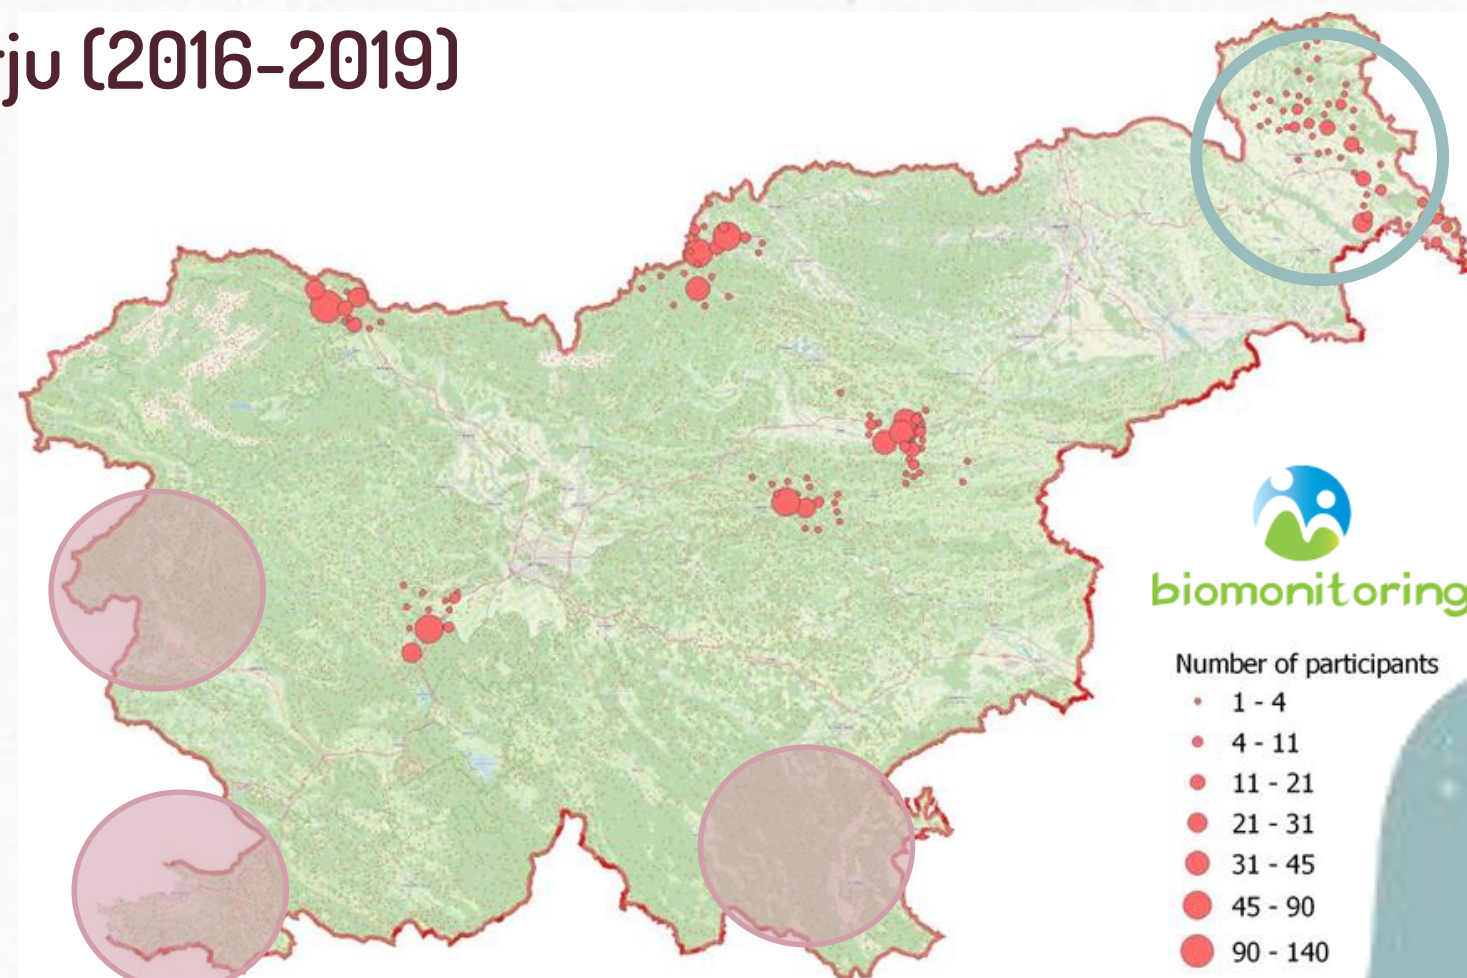 rju (2016-2019)
biomonitoring
Number of participants
1 - 4
4 - 11
11 - 21
21 - 31
31 - 45
45 - 90
90 - 140